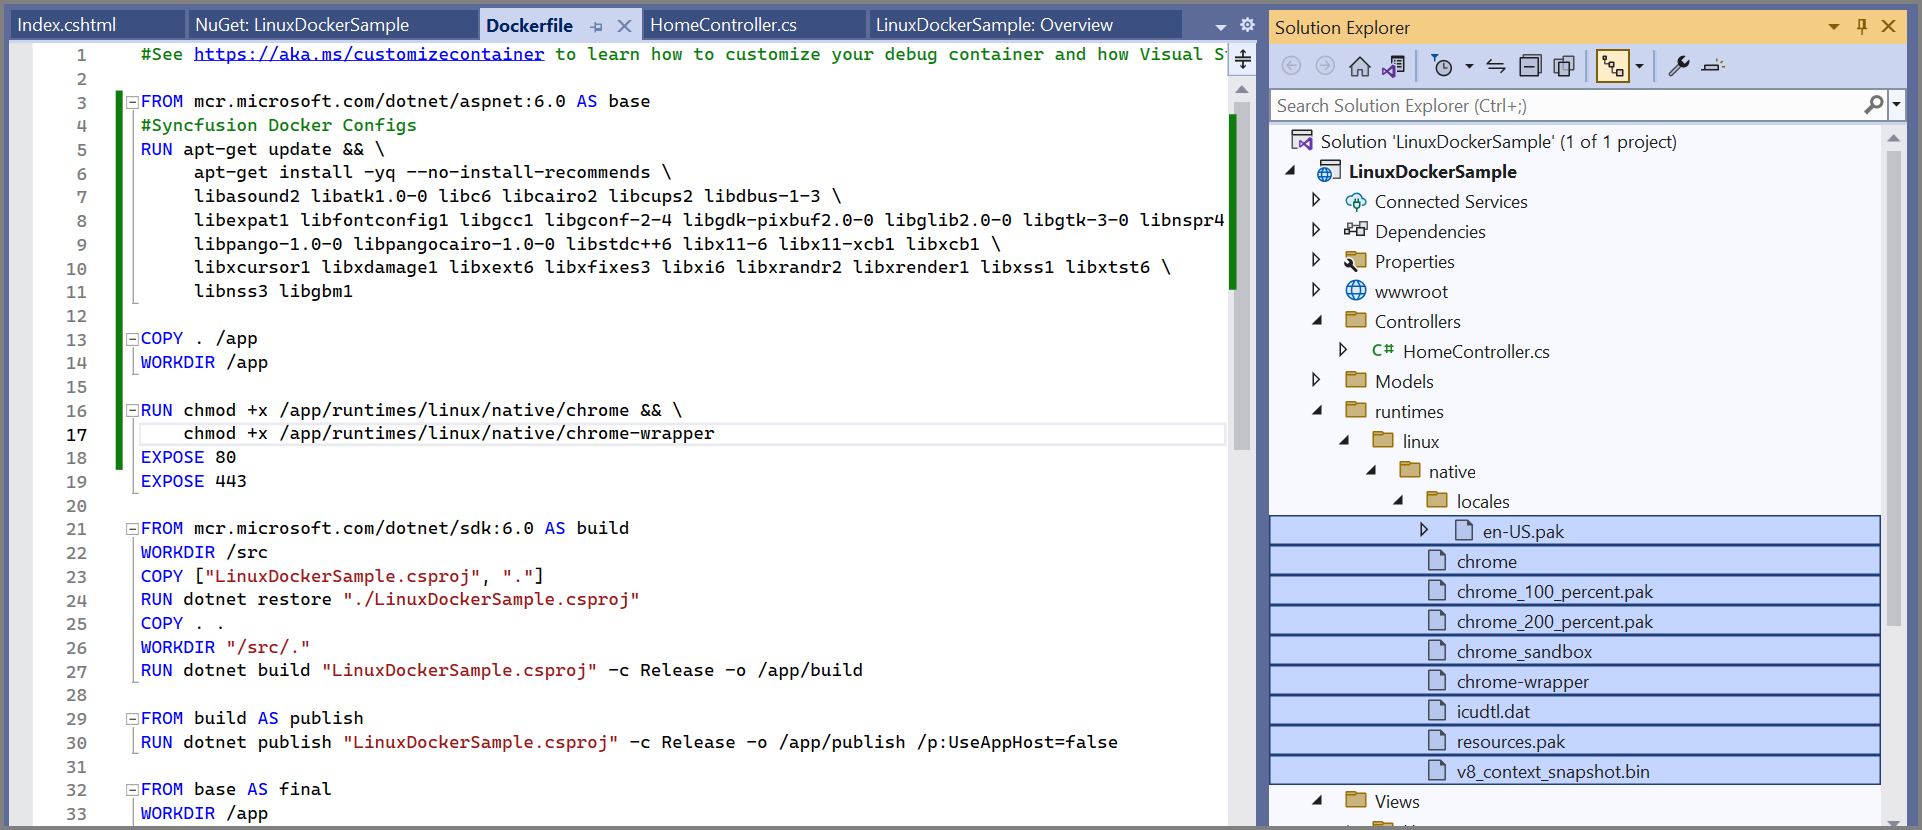 Index.cshtml
NuGet: LinuxDockerSample
Dockerfile
HomeController.cs
LinuxDockerSample: Overview
1 #See https://aka.ms/customizecontainer to learn how to customize your debug container and how Visual S
2
3 FROM mcr.microsoft.com/dotnet/aspnet:6.0 AS base
4 #Syncfusion Docker Configs
5 RUN apt-get update && \
6 apt-get install -yq --no-install-recommends \
7 libasound2 libatk1.0-0 libc6 libcairo2 libcups2 libdbus-1-3 \
8 libexpat1 libfontconfig1 libgcc1 libgconf-2-4 libgdk-pixbuf2.0-0 libglib2.0-0 libgtk-3-0 libnspr4
9 libpango-1.0-0 libpangocairo-1.0-0 libstdc++6 libx11-6 libx11-xcb1 libxcb1 \
10 libxcursor1 libxdamage1 libxext6 libxfixes3 libxi6 libxrandr2 libxrender1 libxss1 libxtst6 \
11 libnss3 libgbm1
12
13 COPY . /app
14 WORKDIR /app
15
16 RUN chmod +x /app/runtimes/linux/native/chrome && \
17 chmod +x /app/runtimes/linux/native/chrome-wrapper
18 EXPOSE 80
19 EXPOSE 443
20
21 FROM mcr.microsoft.com/dotnet/sdk:6.0 AS build
22 WORKDIR /src
23 COPY ["LinuxDockerSample.csproj", "."]
24 RUN dotnet restore "./LinuxDockerSample.csproj"
25 COPY . .
26 WORKDIR "/src/."
27 RUN dotnet build "LinuxDockerSample.csproj" -c Release -o /app/build
28
29 FROM build AS publish
30 RUN dotnet publish "LinuxDockerSample.csproj" -c Release -o /app/publish /p:UseAppHost=false
31
32 FROM base AS final
33 WORKDIR /app
Solution Explorer
Search Solution Explorer (Ctrl+;)
Solution 'LinuxDockerSample' (1 of 1 project)
LinuxDockerSample
Connected Services
Dependencies
Properties
wwwroot
Controllers
C# HomeController.cs
Models
runtimes
linux
native
locales
en-US.pak
chrome
chrome_100_percent.pak
chrome_200_percent.pak
chrome_sandbox
chrome-wrapper
icudtl.dat
resources.pak
v8_context_snapshot.bin
Views